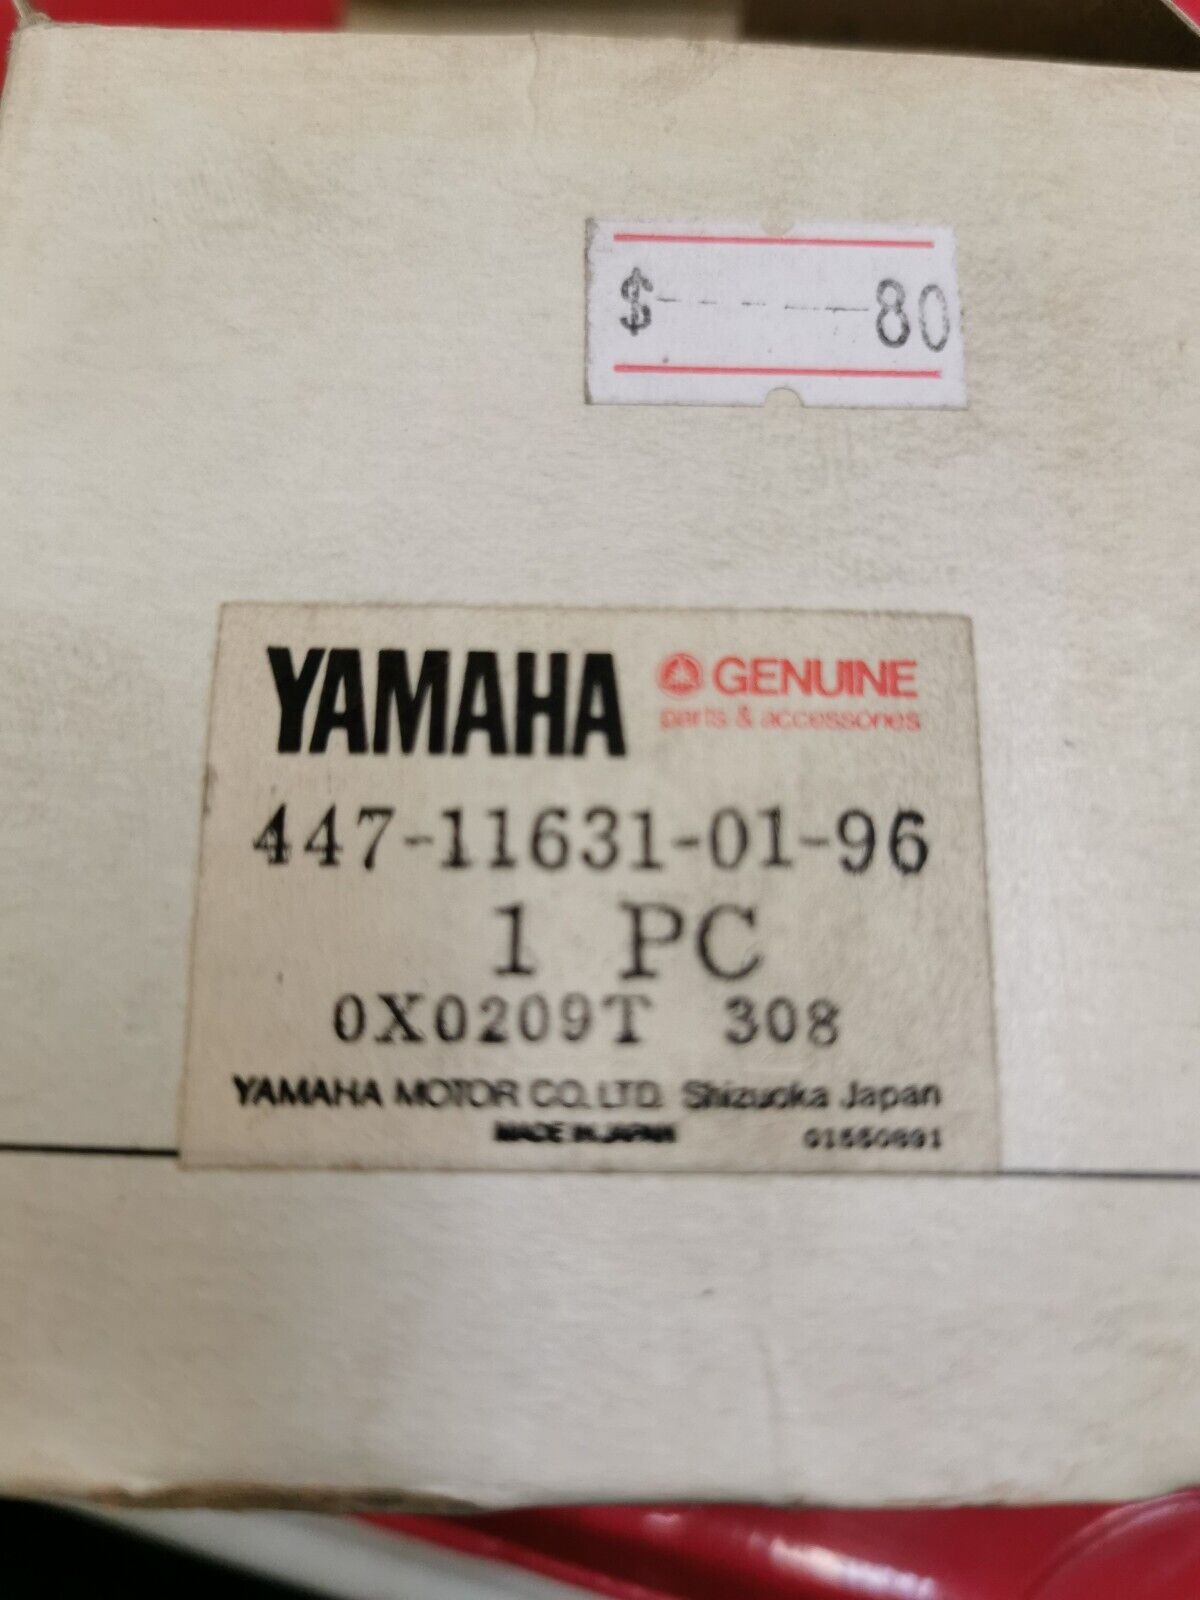 $-----80
YAMAHA GENUINE
parts & accessories
447-11631-01-96
1 PC
0X0209T 308
YAMAHA MOTOR CO. LTD. Shizuoka Japan
MADE IN JAPAN 01550891